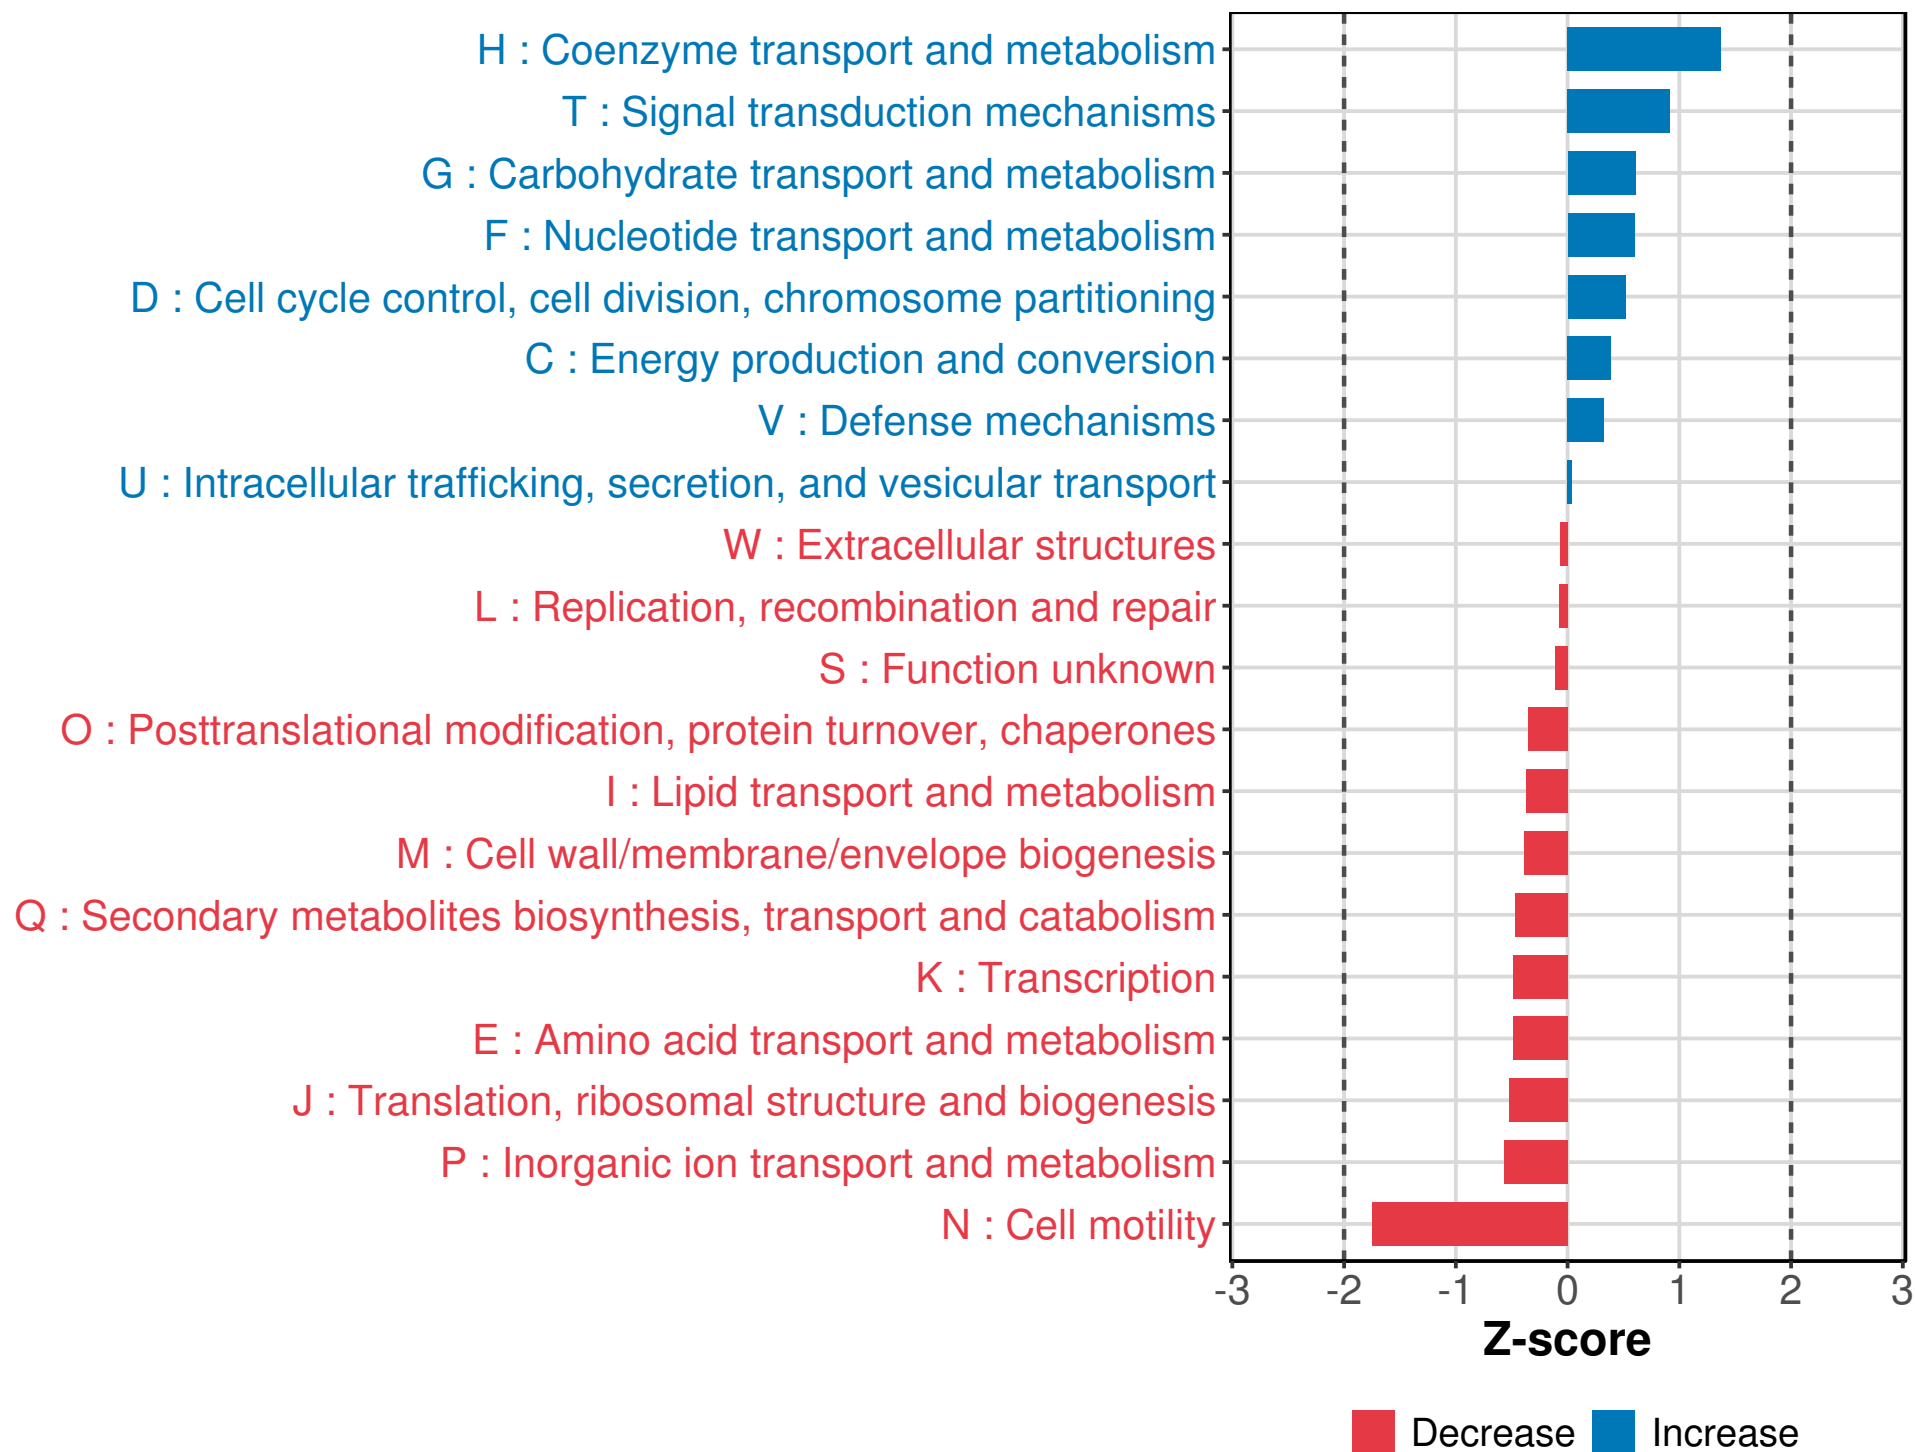 H : Coenzyme transport and metabolism
T : Signal transduction mechanisms
G : Carbohydrate transport and metabolism
F : Nucleotide transport and metabolism
D : Cell cycle control, cell division, chromosome partitioning
C : Energy production and conversion
V : Defense mechanisms
U : Intracellular trafficking, secretion, and vesicular transport
W : Extracellular structures
L : Replication, recombination and repair
S : Function unknown
O : Posttranslational modification, protein turnover, chaperones
I : Lipid transport and metabolism
M : Cell wall/membrane/envelope biogenesis
Q : Secondary metabolites biosynthesis, transport and catabolism
K : Transcription
E : Amino acid transport and metabolism
J : Translation, ribosomal structure and biogenesis
P : Inorganic ion transport and metabolism
N : Cell motility
-3 -2 -1 0 1 2 3
Z-score
Decrease Increase